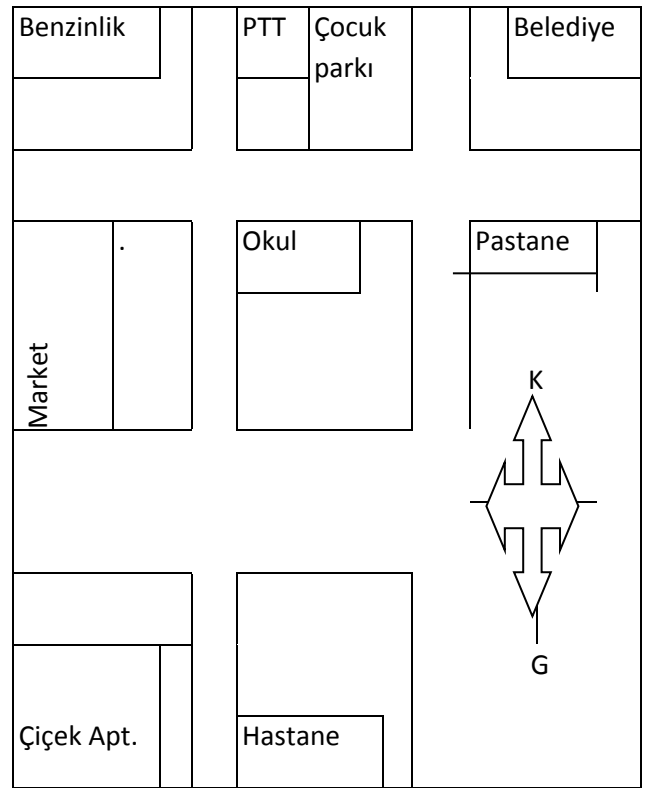 Benzinlik
PTT
Çocuk
parkı
Belediye
.
Okul
Pastane
Market
K
G
Çiçek Apt.
Hastane